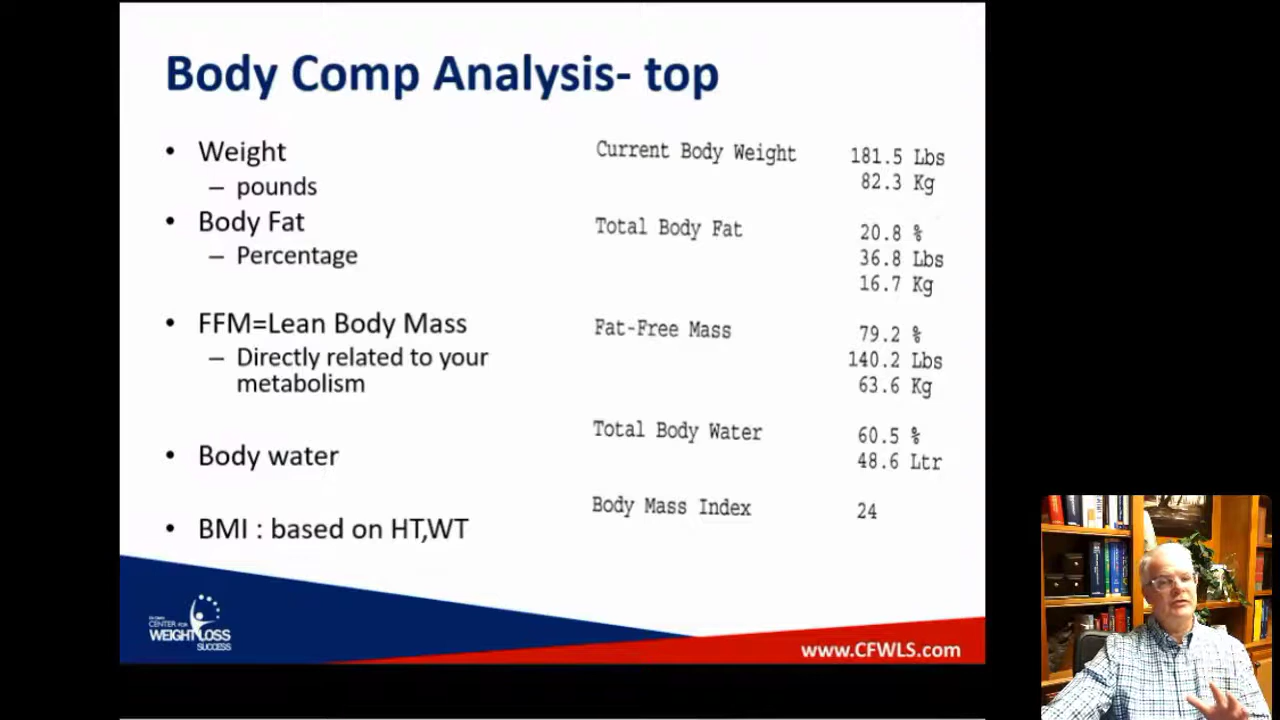 Body Comp Analysis- top
• Weight
– pounds
• Body Fat
– Percentage
• FFM=Lean Body Mass
– Directly related to your
metabolism
• Body water
• BMI : based on HT,WT
Current Body Weight 181.5 Lbs
82.3 Kg
Total Body Fat 20.8 %
36.8 Lbs
16.7 Kg
Fat-Free Mass 79.2 %
140.2 Lbs
63.6 Kg
Total Body Water 60.5 %
48.6 Ltr
Body Mass Index 24
CENTER FOR
WEIGHT LOSS
SUCCESS
www.CFWLS.com